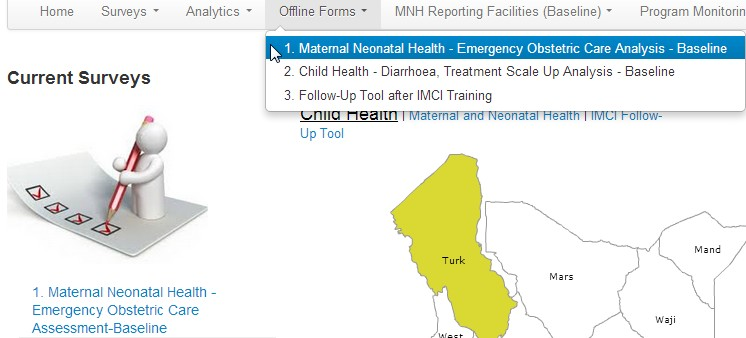 Home Surveys Analytics Offline Forms MNH Reporting Facilities (Baseline) Program Monitorin
1. Maternal Neonatal Health - Emergency Obstetric Care Analysis - Baseline
2. Child Health - Diarrhoea, Treatment Scale Up Analysis - Baseline
3. Follow-Up Tool after IMCI Training
Current Surveys
Child Health | Maternal and Neonatal Health | IMCI Follow-
Up Tool
Turk
Mars
Mand
Waji
West
1. Maternal Neonatal Health -
Emergency Obstetric Care
Assessment-Baseline